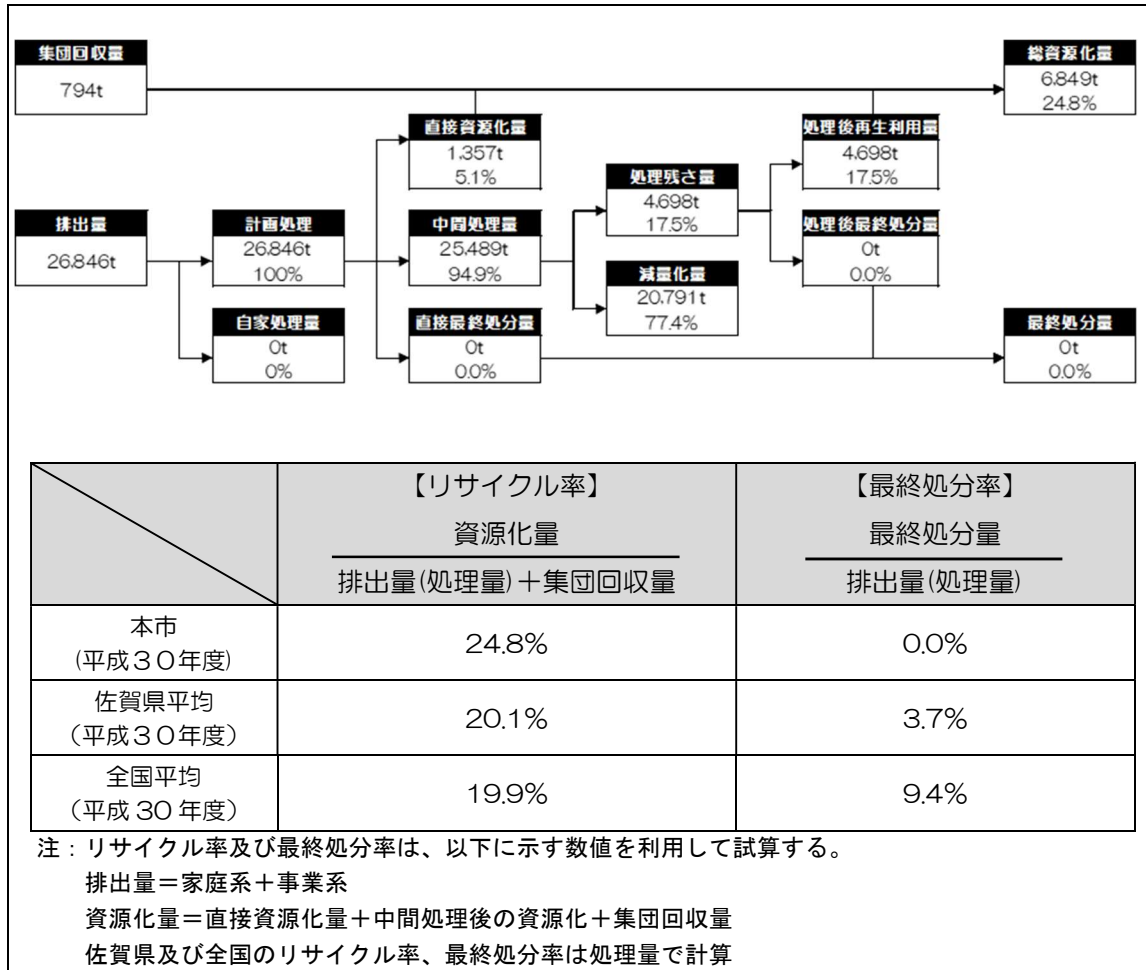 集団回収量
794t
総資源化量
6,849t
24.8%
直接資源化量
1,357t
5.1%
処理後再生利用量
4,698t
17.5%
処理残さ量
4,698t
17.5%
排出量
26,846t
計画処理
26,846t
100%
中間処理量
25,489t
94.9%
処理後最終処分量
0t
0.0%
減量化量
20,791t
77.4%
自家処理量
0t
0%
直接最終処分量
0t
0.0%
最終処分量
0t
0.0%
【リサイクル率】
資源化量
排出量(処理量)＋集団回収量
【最終処分率】
最終処分量
排出量(処理量)
本市
(平成３０年度)
24.8%
0.0%
佐賀県平均
（平成３０年度）
20.1%
3.7%
全国平均
（平成 30 年度）
19.9%
9.4%
注：リサイクル率及び最終処分率は、以下に示す数値を利用して試算する。
排出量＝家庭系＋事業系
資源化量＝直接資源化量＋中間処理後の資源化＋集団回収量
佐賀県及び全国のリサイクル率、最終処分率は処理量で計算